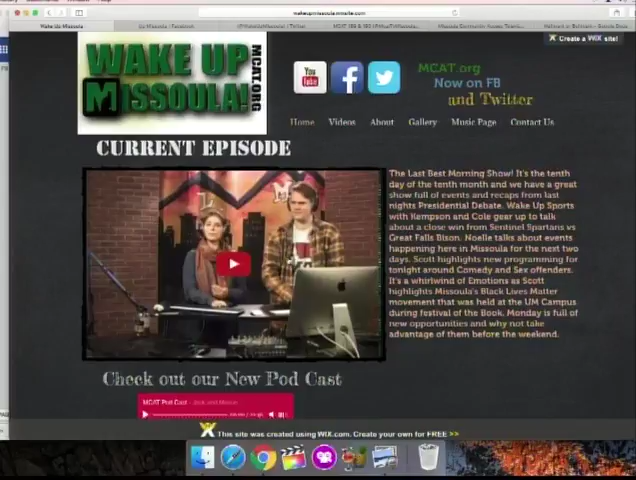 wakeupmissoula.mcat.com
Wake Up Missoula
Create a WiX site!
WAKE UP
MISSOULA!
MCAT.ORG
You
Tube
MCAT.org
Now on FB
and Twitter
Home Videos About Gallery Music Page Contact Us
CURRENT EPISODE
The Last Best Morning Show! It's the tenth
day of the tenth month and we have a great
show full of events and recaps from last
nights Presidential Debate. Wake Up Sports
with Kempson and Cole gear up to talk
about a close win from Sentinel Spartans vs
Great Falls Bison. Noelle talks about events
happening here in Missoula for the next two
days. Scott highlights new programming for
tonight around Comedy and Sex offenders.
It's a whirlwind of Emotions as Scott
highlights Missoula's Black Lives Matter
movement that was held at the UM Campus
during festival of the Book. Monday is full of
new opportunities and why not take
advantage of them before the weekend.
Check out our New Pod Cast
MCAT Pod Cast
This site was created using WIX.com. Create your own for FREE >>